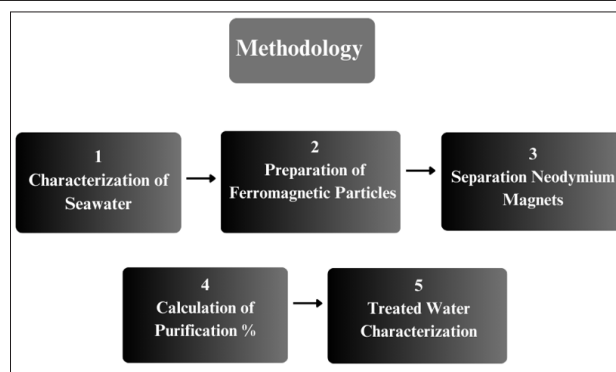 Methodology
1
Characterization of
Seawater
2
Preparation of
Ferromagnetic Particles
3
Separation Neodymium
Magnets
4
Calculation of
Purification %
5
Treated Water
Characterization